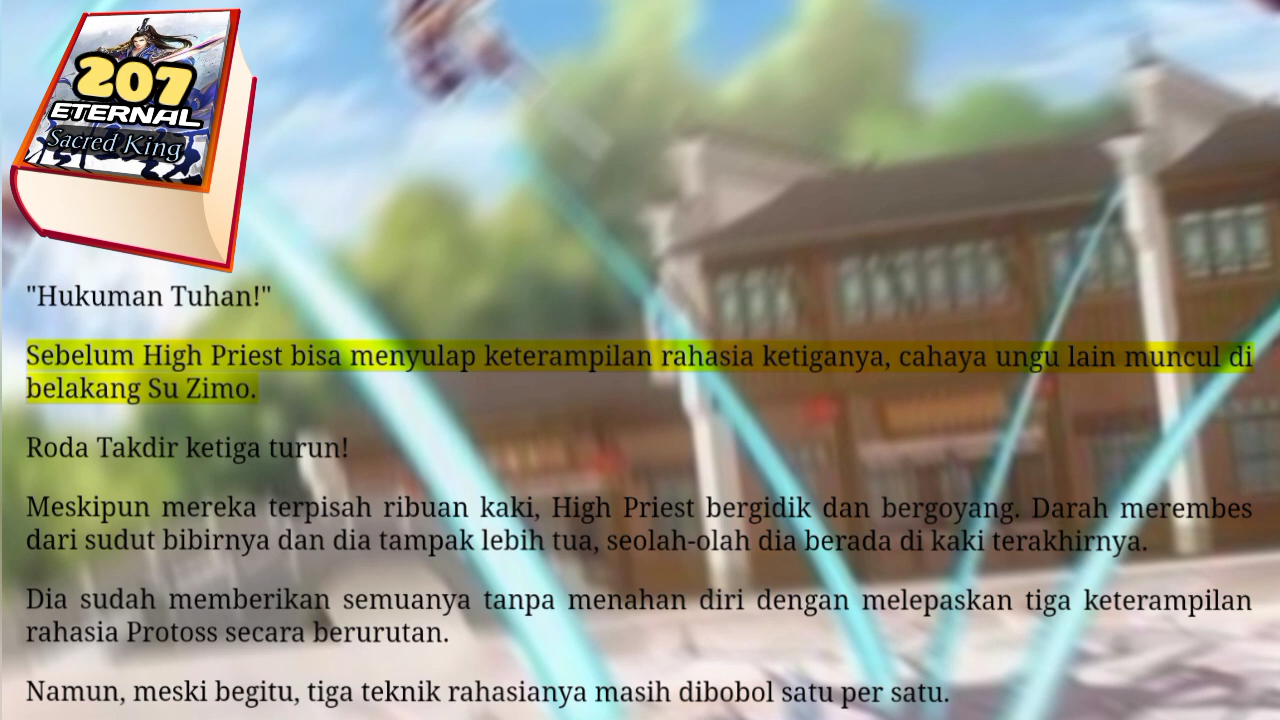 207
ETERNAL
Sacred King
"Hukuman Tuhan!"
Sebelum High Priest bisa menyulap keterampilan rahasia ketiganya, cahaya ungu lain muncul di
belakang Su Zimo.
Roda Takdir ketiga turun!
Meskipun mereka terpisah ribuan kaki, High Priest bergidik dan bergoyang. Darah merembes
dari sudut bibirnya dan dia tampak lebih tua, seolah-olah dia berada di kaki terakhirnya.
Dia sudah memberikan semuanya tanpa menahan diri dengan melepaskan tiga keterampilan
rahasia Protoss secara berurutan.
Namun, meski begitu, tiga teknik rahasianya masih dibobol satu per satu.